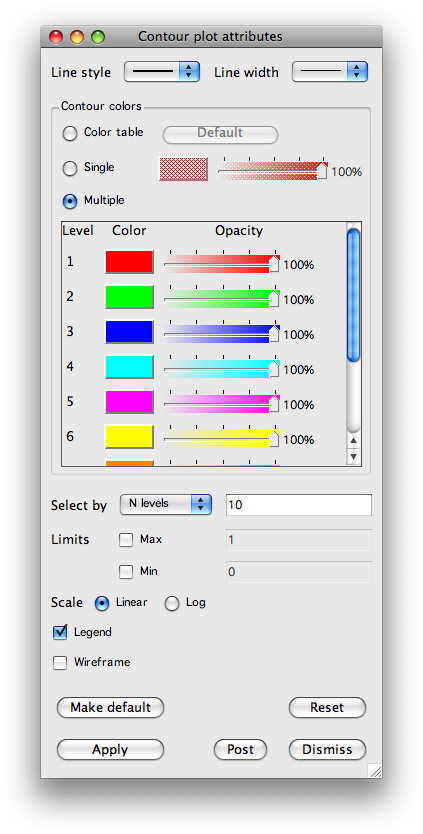 Contour plot attributes
Line style Line width
Contour colors
Color table Default
Single 100%
Multiple
Level Color Opacity
1 100%
2 100%
3 100%
4 100%
5 100%
6 100%
Select by N levels 10
Limits Max 1
Min 0
Scale Linear Log
Legend
Wireframe
Make default Reset
Apply Post Dismiss